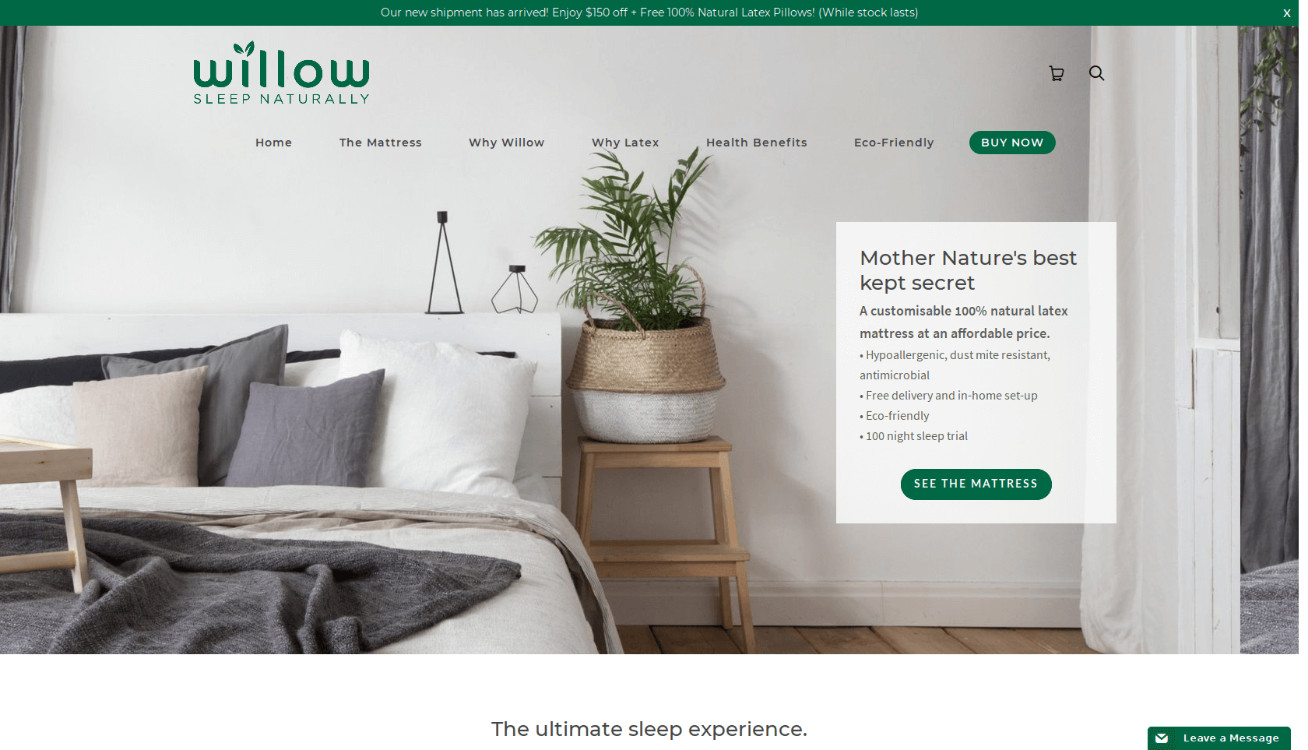 Our new shipment has arrived! Enjoy $150 off + Free 100% Natural Latex Pillows! (While stock lasts)
X
willow
SLEEP NATURALLY
Home
The Mattress
Why Willow
Why Latex
Health Benefits
Eco-Friendly
BUY NOW
Mother Nature's best
kept secret
A customisable 100% natural latex
mattress at an affordable price.
• Hypoallergenic, dust mite resistant,
antimicrobial
• Free delivery and in-home set-up
• Eco-friendly
• 100 night sleep trial
SEE THE MATTRESS
The ultimate sleep experience.
Leave a Message